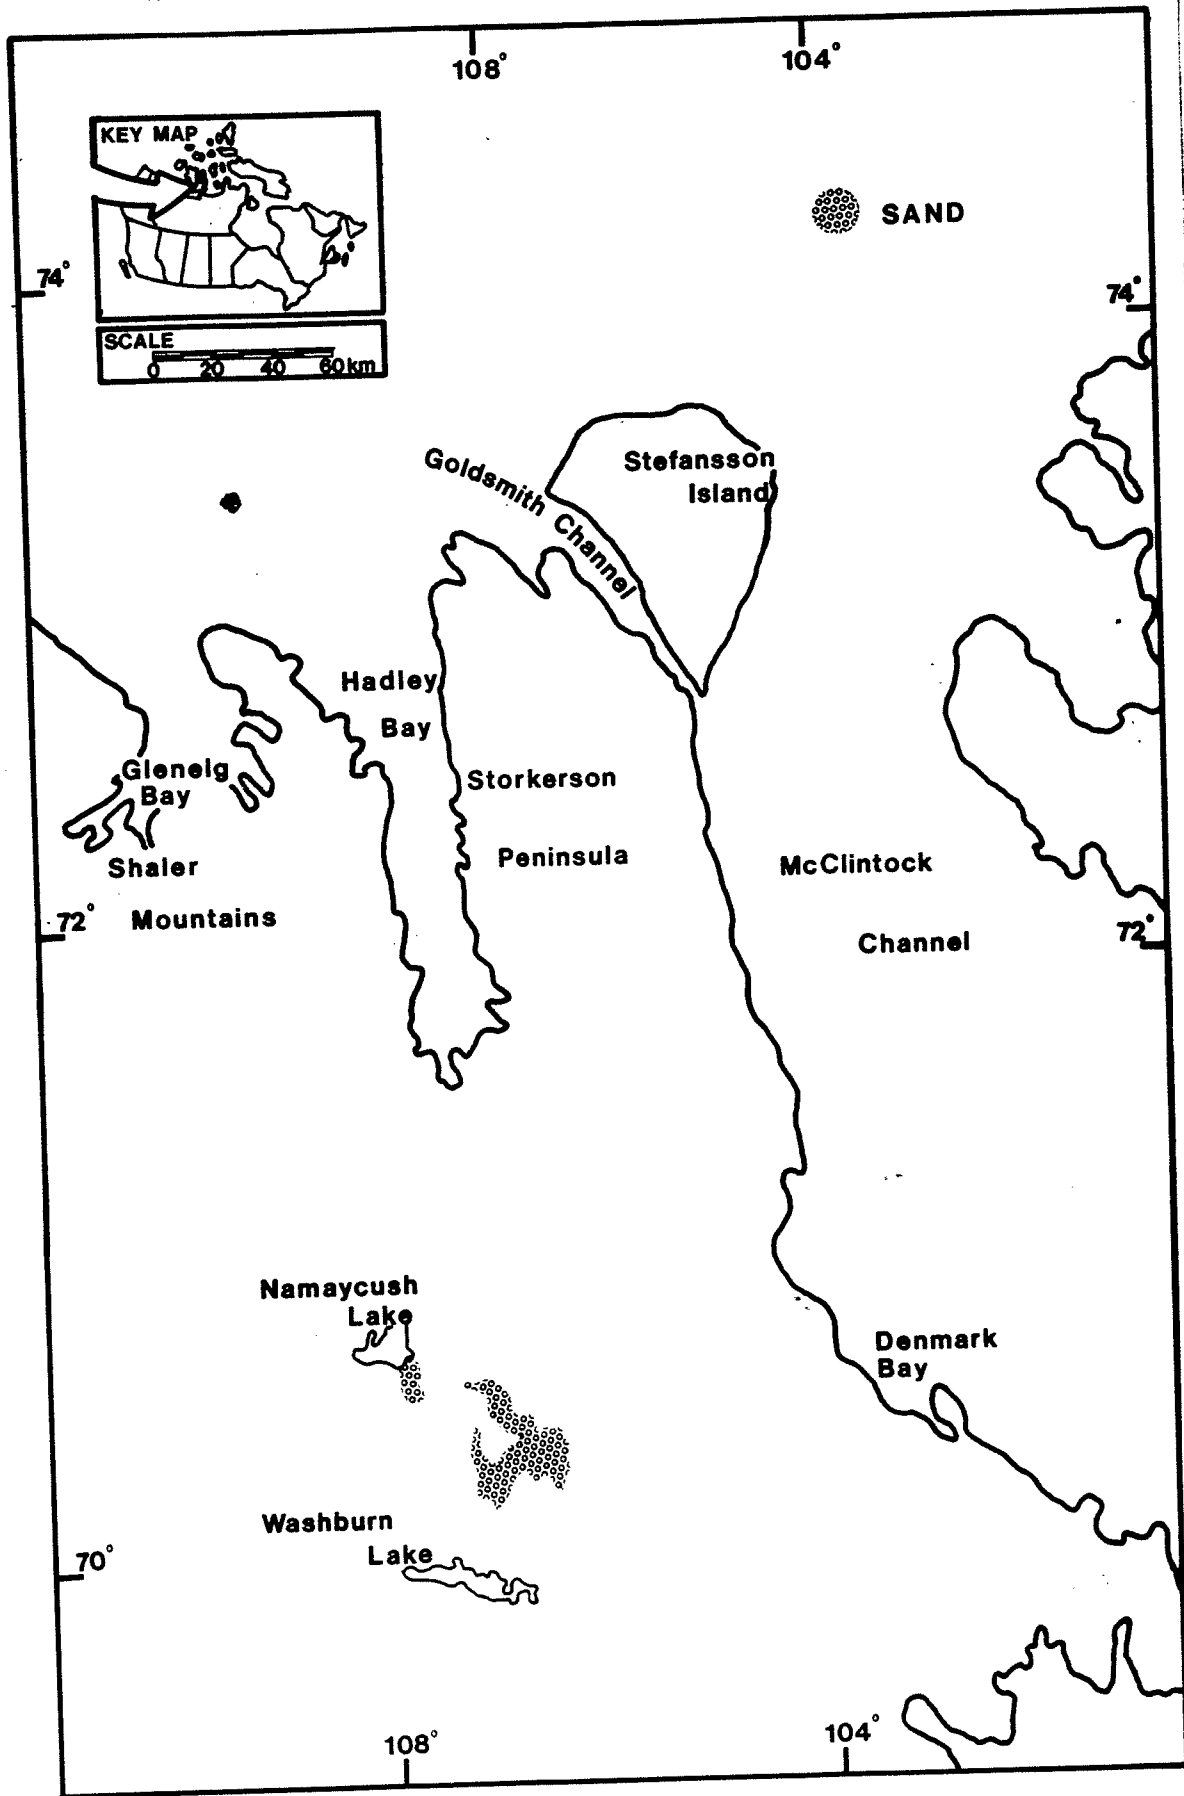 108°
104°
KEY MAP
SAND
74°
74°
SCALE
0 20 40 60km
Stefansson
Island
Goldsmith Channel
Hadley
Bay
Glenelg
Bay
Storkerson
Peninsula
Shaler
Mountains
McClintock
Channel
72°
72°
Namaycush
Lake
Denmark
Bay
Washburn
Lake
70°
108°
104°